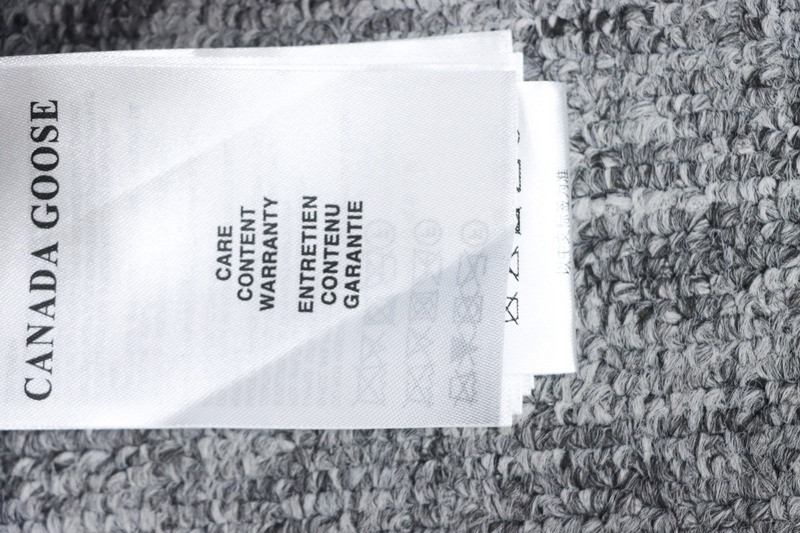 CANADA GOOSE
CARE
CONTENT
WARRANTY
ENTRETIEN
CONTENU
GARANTIE